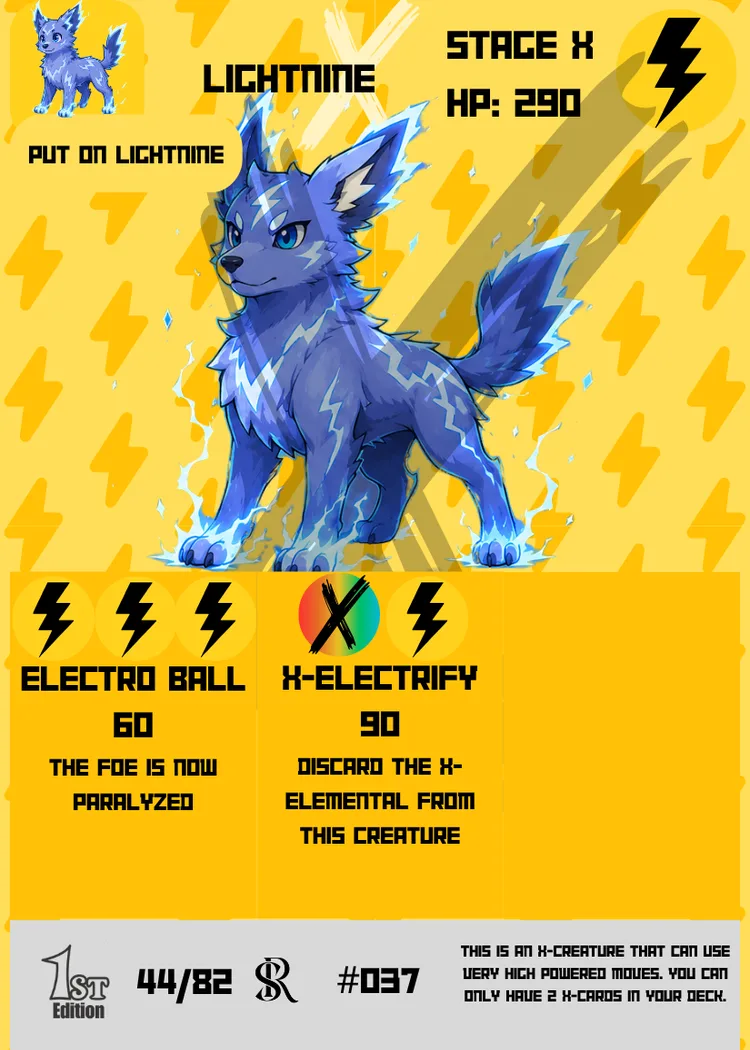 LIGHTNINE
STAGE X
HP: 290
PUT ON LIGHTNINE
ELECTRO BALL
60
THE FOE IS NOW
PARALYZED
X
X-ELECTRIFY
90
DISCARD THE X-
ELEMENTAL FROM
THIS CREATURE
1ST
Edition
44/82
SR
#037
THIS IS AN X-CREATURE THAT CAN USE
VERY HIGH POWERED MOVES. YOU CAN
ONLY HAVE 2 X-CARDS IN YOUR DECK.